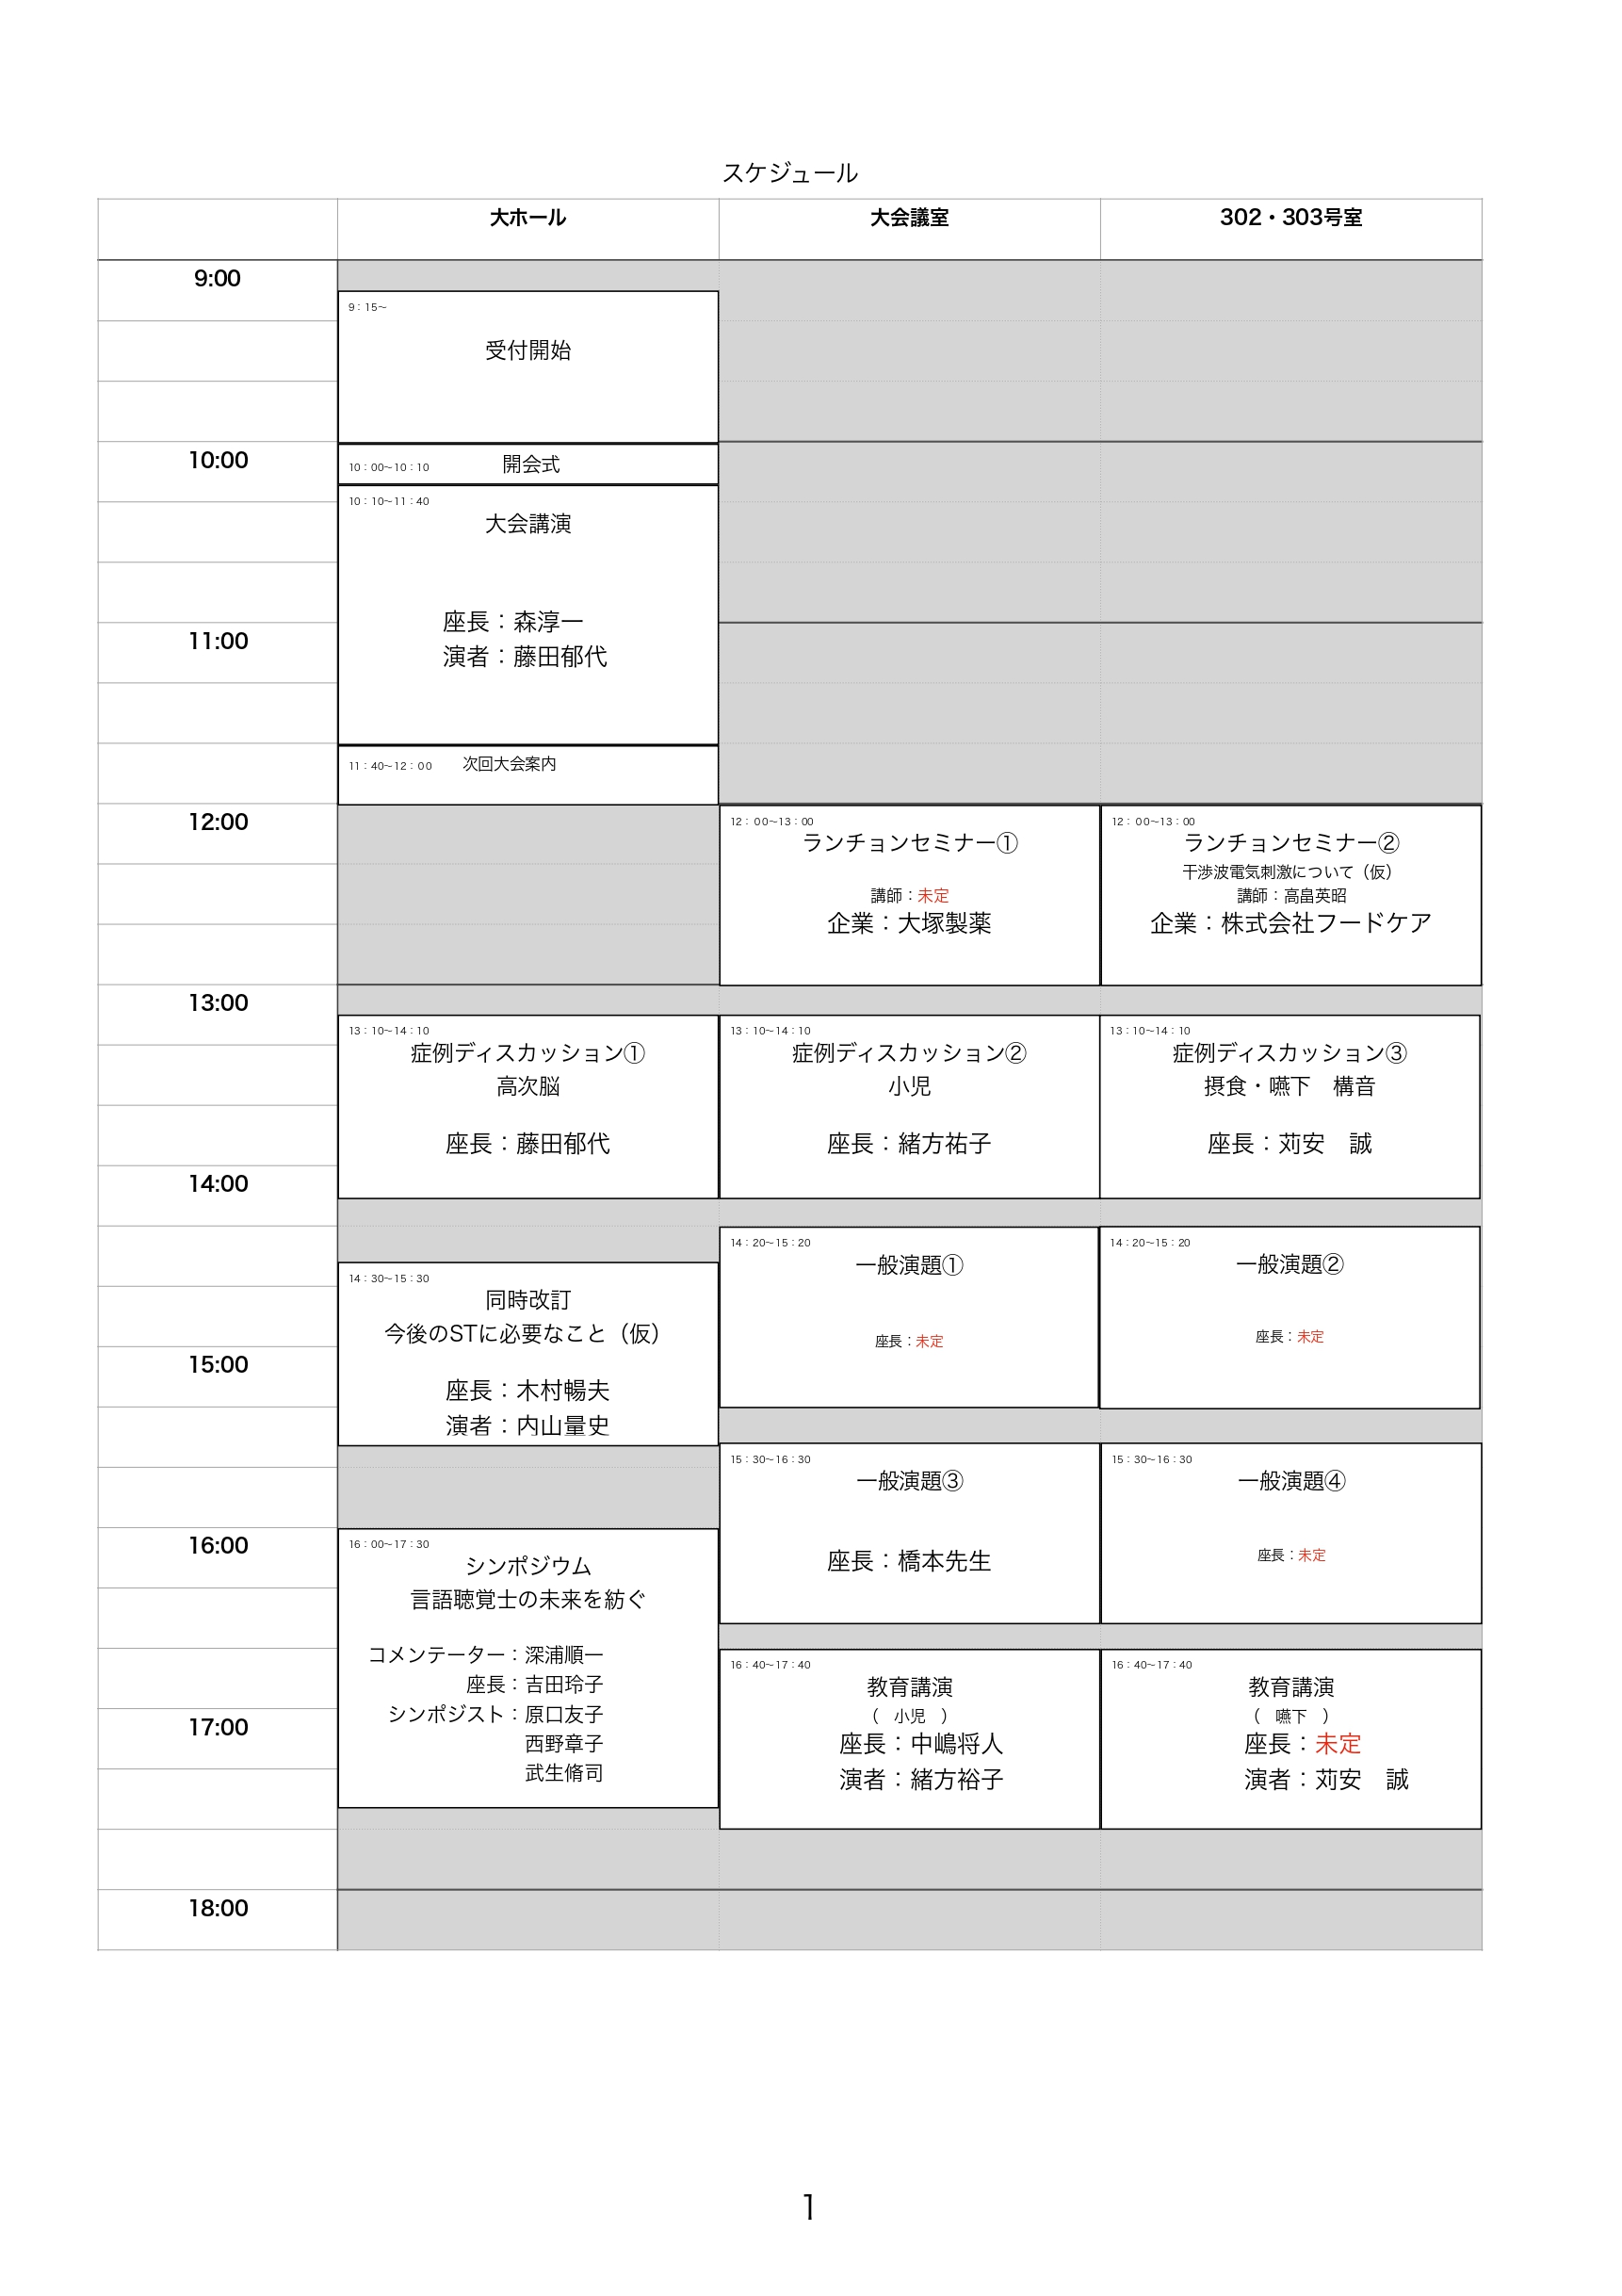 スケジュール
大ホール
大会議室
302・303号室
9:00
9：15〜
受付開始
10:00
10：00〜10：10
開会式
10：10〜11：40
大会講演
座長：森淳一
演者：藤田郁代
11:00
11：40〜12：00
次回大会案内
12:00
12：00〜13：00
ランチョンセミナー①
講師：未定
企業：大塚製薬
12：00〜13：00
ランチョンセミナー②
干渉波電気刺激について（仮）
講師：高畠英昭
企業：株式会社フードケア
13:00
13：10〜14：10
症例ディスカッション①
高次脳
座長：藤田郁代
13：10〜14：10
症例ディスカッション②
小児
座長：緒方祐子
13：10〜14：10
症例ディスカッション③
摂食・嚥下　構音
座長：苅安　誠
14:00
14：20〜15：20
一般演題①
座長：未定
14：20〜15：20
一般演題②
座長：未定
14：30〜15：30
同時改訂
今後のSTに必要なこと（仮）
座長：木村暢夫
演者：内山量史
15:00
15：30〜16：30
一般演題③
座長：橋本先生
15：30〜16：30
一般演題④
座長：未定
16:00
16：00〜17：30
シンポジウム
言語聴覚士の未来を紡ぐ
コメンテーター：深浦順一
座長：吉田玲子
シンポジスト：原口友子
西野章子
武生脩司
16：40〜17：40
教育講演
（　小児　）
座長：中嶋将人
演者：緒方裕子
16：40〜17：40
教育講演
（　嚥下　）
座長：未定
演者：苅安　誠
17:00
18:00
1